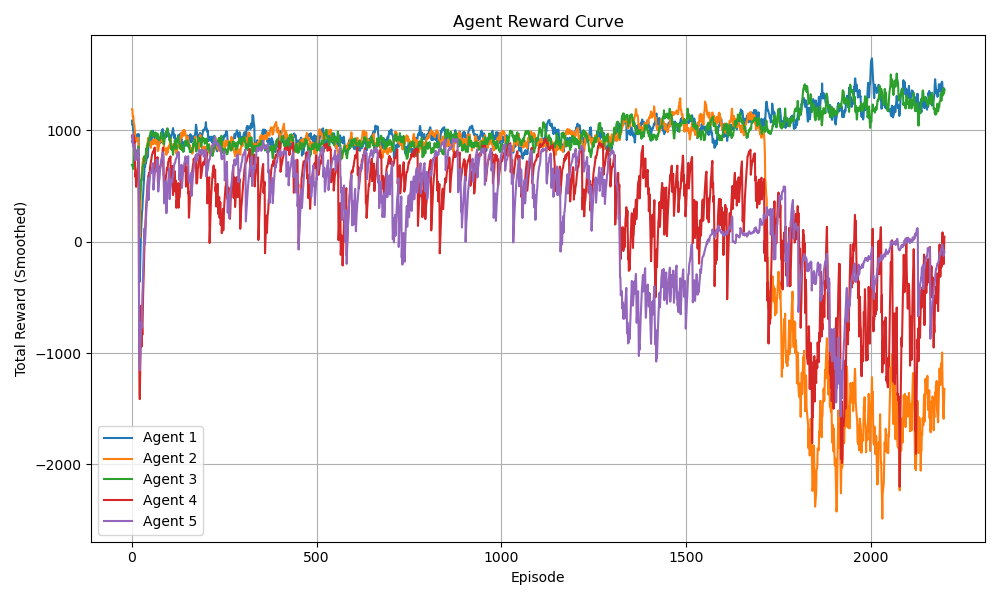 Agent Reward Curve
Total Reward (Smoothed)
1000
0
−1000
−2000
Agent 1
Agent 2
Agent 3
Agent 4
Agent 5
0 500 1000 1500 2000
Episode